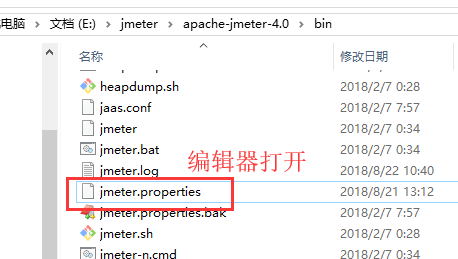 电脑 > 文档 (E:) > jmeter > apache-jmeter-4.0 > bin
名称 修改日期
heapdump.sh 2018/2/7 0:28
jaas.conf 2018/2/7 7:57
jmeter 2018/2/7 0:34
jmeter.bat 2018/2/7 0:34
jmeter.log 2018/8/22 10:40
编辑器打开
jmeter.properties 2018/8/21 13:12
jmeter.properties.bak 2018/2/7 7:57
jmeter.sh 2018/2/7 0:28
jmeter-n.cmd 2018/2/7 0:34